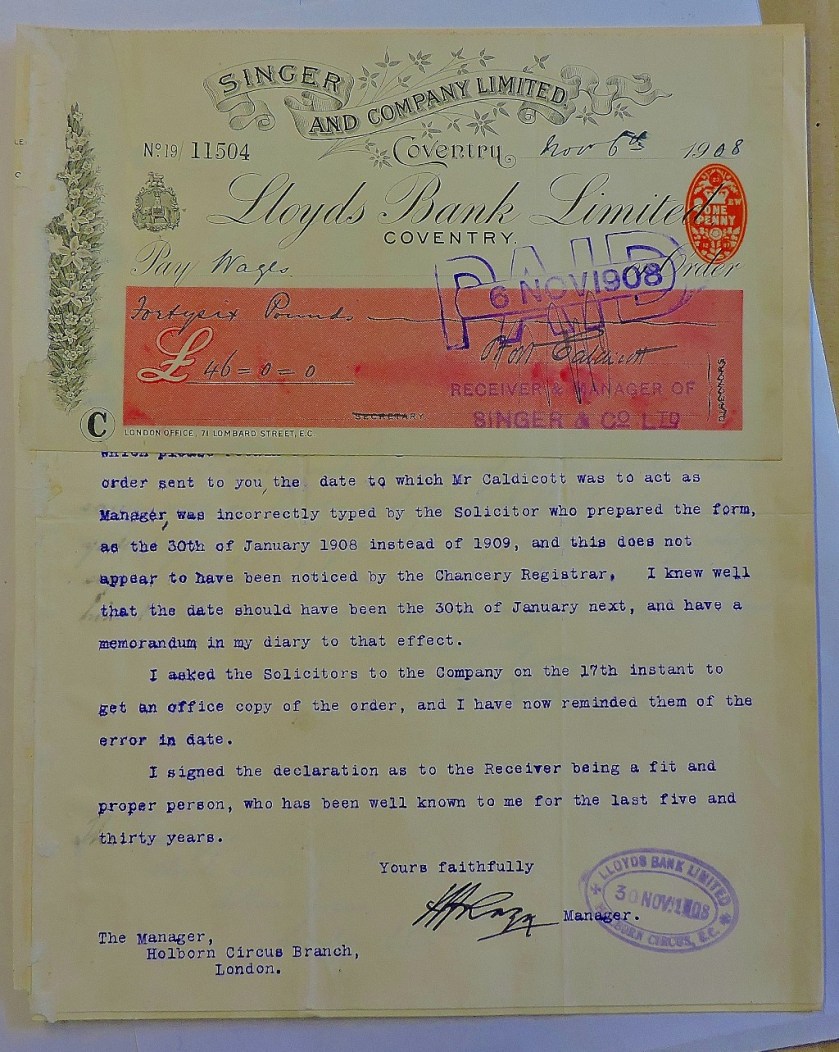 SINGER
AND COMPANY LIMITED
No. 19/ 11504
Coventry, Nov 6th 1908
Lloyds Bank Limited
COVENTRY.
ONE
PENNY
Pay Wages or Order
PAID
6 NOV 1908
Fortysix Pounds
£ 46=0=0
Caldicott
RECEIVER & MANAGER OF
SINGER & CO LTD
SECRETARY
DIRECTORS
C
LONDON OFFICE, 71 LOMBARD STREET, E.C.
which please
order sent to you, the date to which Mr Caldicott was to act as
Manager, was incorrectly typed by the Solicitor who prepared the form,
as the 30th of January 1908 instead of 1909, and this does not
appear to have been noticed by the Chancery Registrar. I knew well
that the date should have been the 30th of January next, and have a
memorandum in my diary to that effect.
I asked the Solicitors to the Company on the 17th instant to
get an office copy of the order, and I have now reminded them of the
error in date.
I signed the declaration as to the Receiver being a fit and
proper person, who has been well known to me for the last five and
thirty years.
Yours faithfully
Manager.
LLOYDS BANK LIMITED
30 NOV. 1908
HOLBORN CIRCUS, E.C.
The Manager,
Holborn Circus Branch,
London.